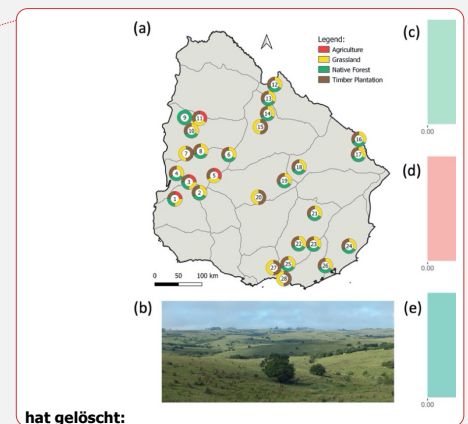 (a)
Legend:
Agriculture
Grassland
Native Forest
Timber Plantation
(c)
0.00
12
13
14
15
9
11
10
16
17
7
8
6
18
4
3
5
19
1
2
20
(d)
0.00
21
22
23
24
25
26
27
28
0
50
100 km
(b)
(e)
0.00
hat gelöscht: